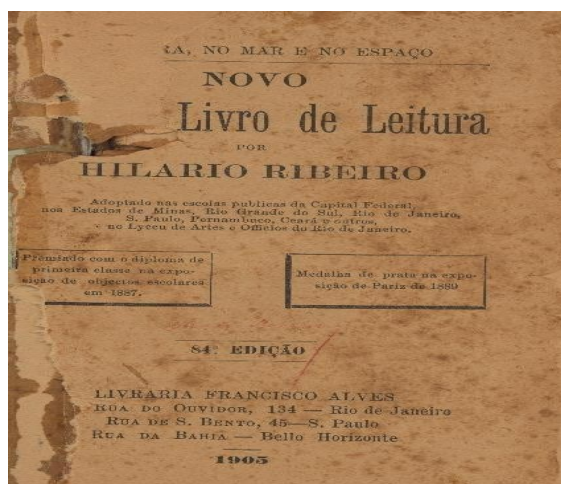 RA, NO MAR E NO ESPAÇO
NOVO
Livro de Leitura
POR
HILARIO RIBEIRO
Adoptado nas escolas publicas da Capital Federal,
nos Estados de Minas, Rio Grande do Sul, Rio de Janeiro,
S. Paulo, Pernambuco, Ceará e outros,
e no Lyceu de Artes e Officios do Rio de Janeiro.
Premiado com o diploma de
primeira classe na expo-
sição de objectos escolares
em 1887.
Medalha de prata na expo-
sição de Pariz de 1889
84ª EDIÇÃO
LIVRARIA FRANCISCO ALVES
RUA DO OUVIDOR, 134 — Rio de Janeiro
RUA DE S. BENTO, 45—S. Paulo
RUA DA BAHIA — Bello Horizonte
1905